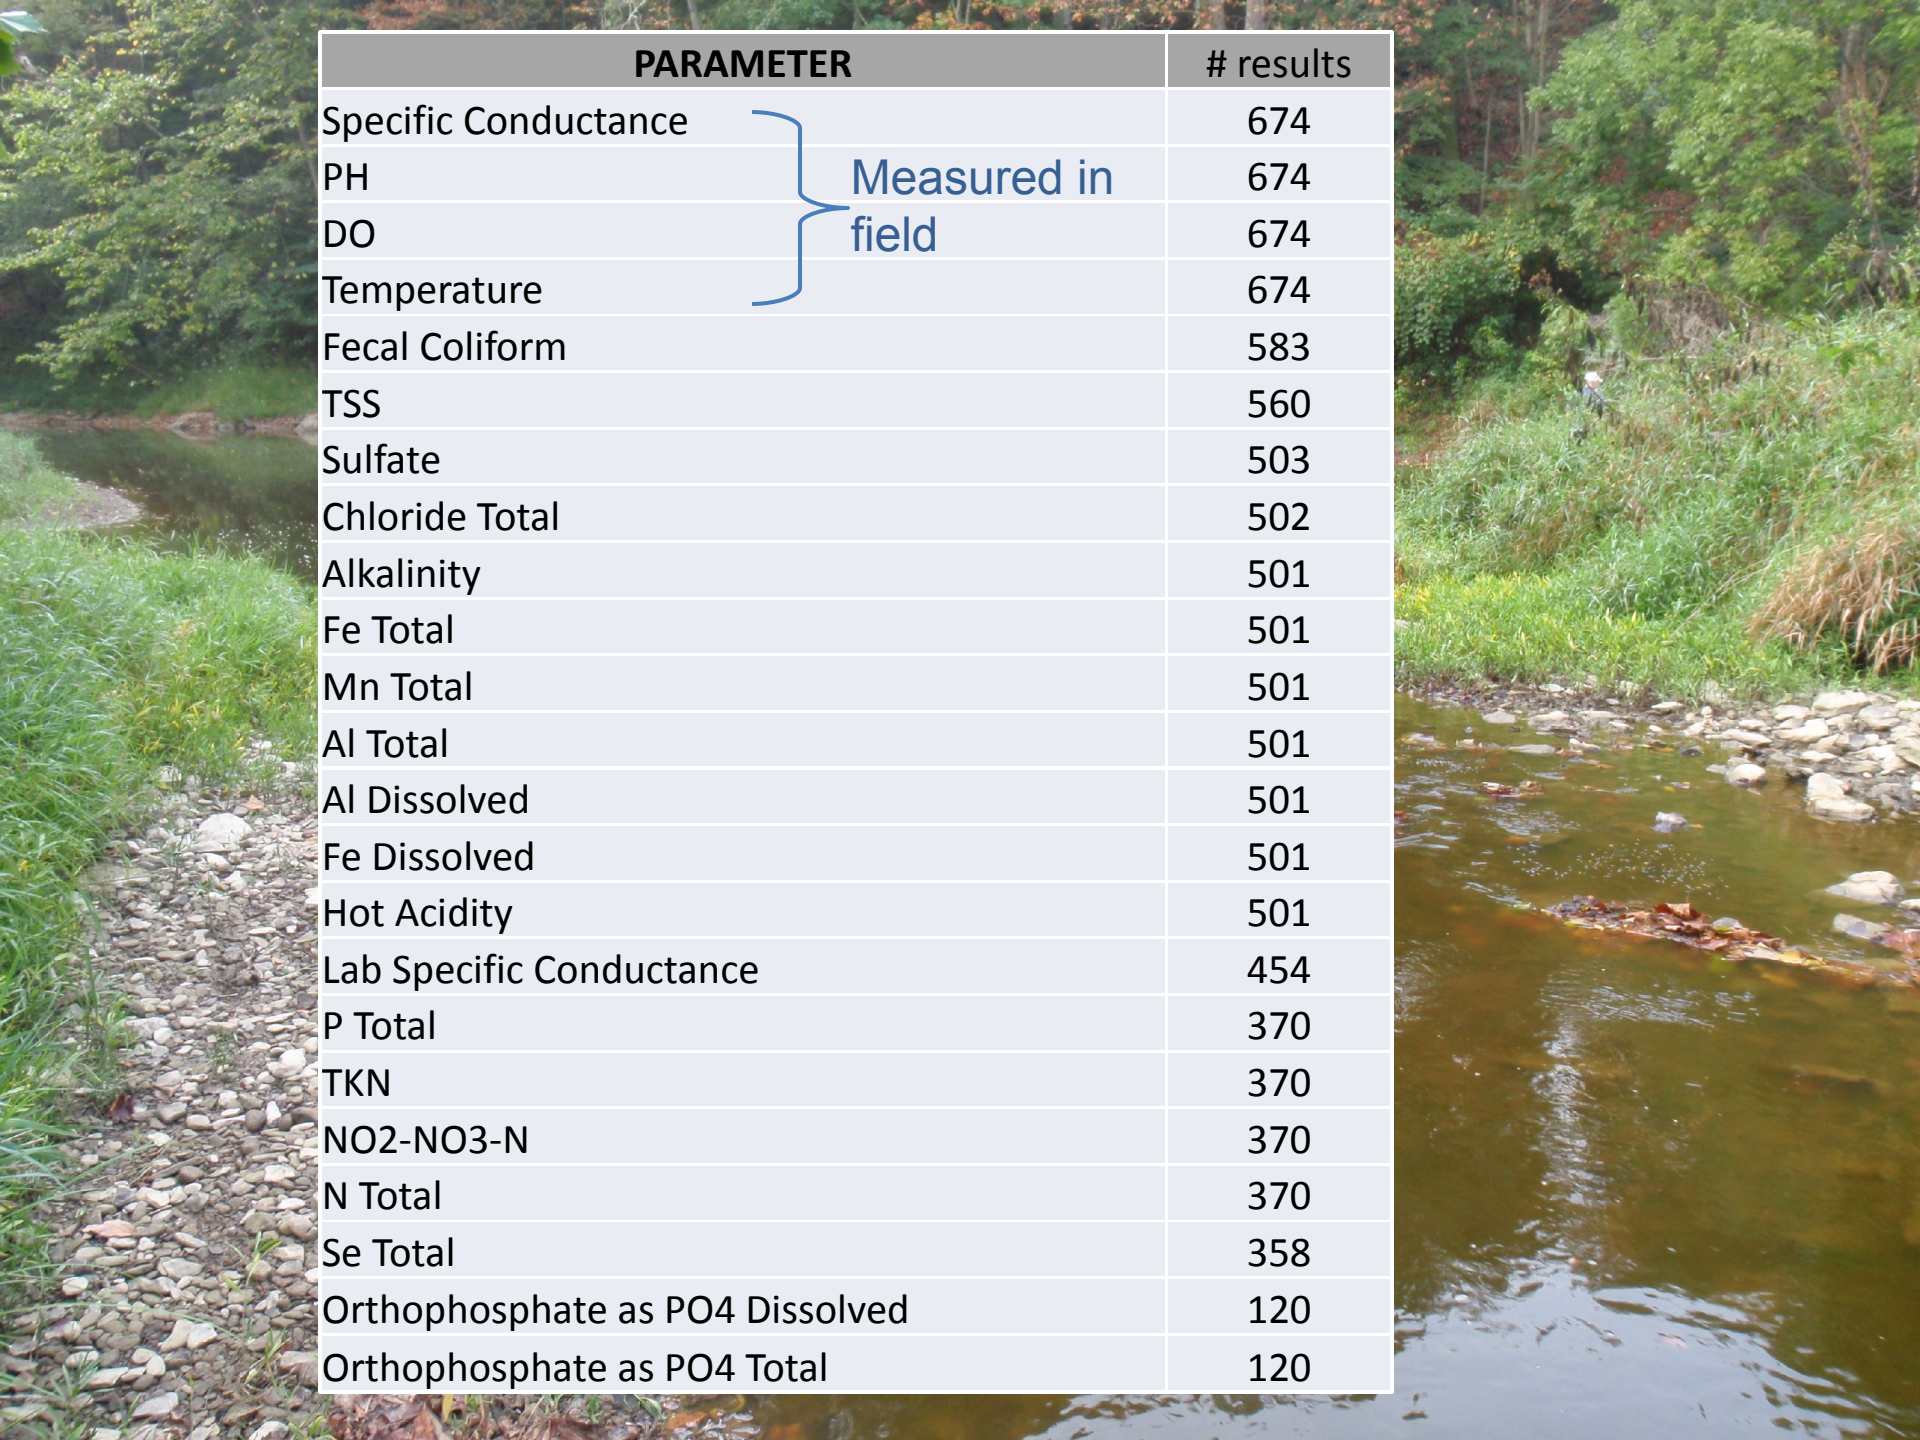 PARAMETER # results
Specific Conductance 674
PH 674
Measured in
field
DO 674
Temperature 674
Fecal Coliform 583
TSS 560
Sulfate 503
Chloride Total 502
Alkalinity 501
Fe Total 501
Mn Total 501
Al Total 501
Al Dissolved 501
Fe Dissolved 501
Hot Acidity 501
Lab Specific Conductance 454
P Total 370
TKN 370
NO2-NO3-N 370
N Total 370
Se Total 358
Orthophosphate as PO4 Dissolved 120
Orthophosphate as PO4 Total 120